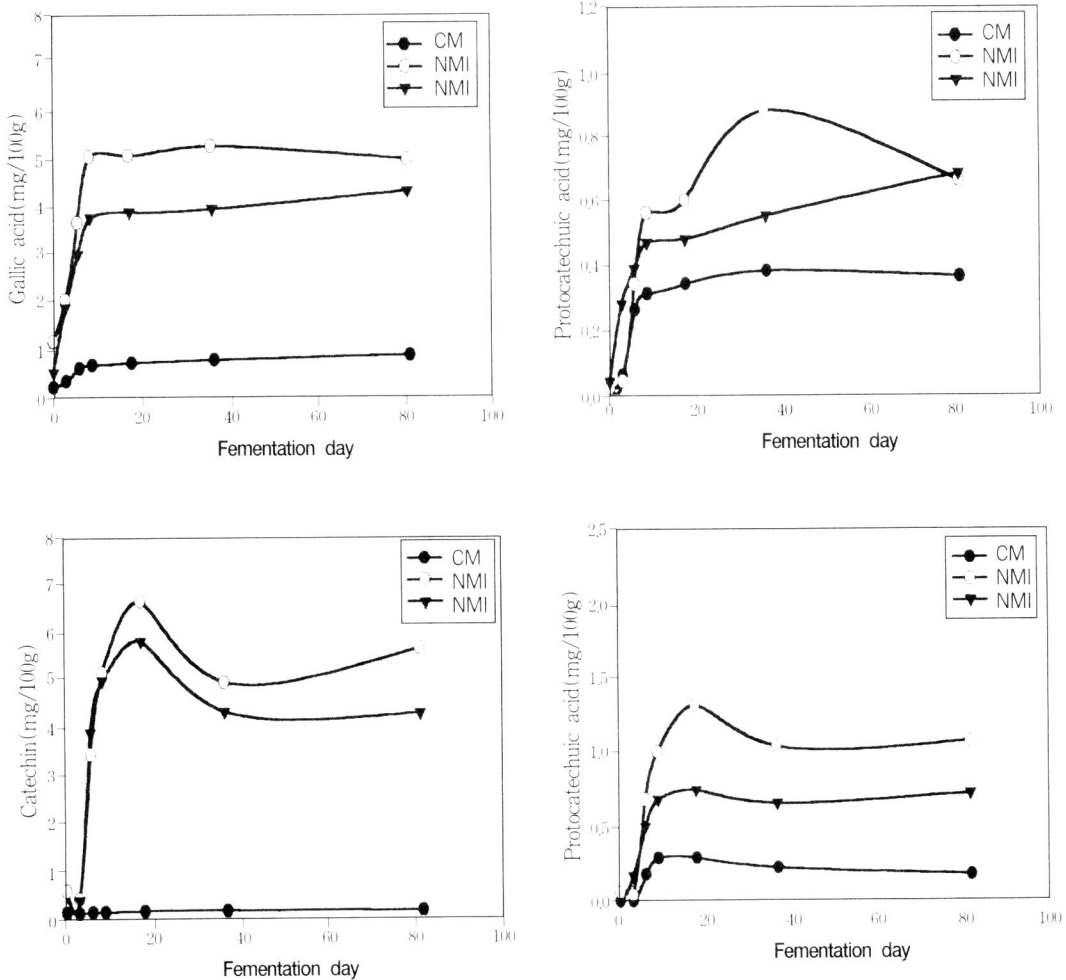 Gallic acid(mg/100g)
8
7
6
5
4
3
2
1
0
0
20
40
60
80
100
CM
NMI
NMI
Fementation day
Protocatechuic acid(mg/100g)
1.2
1.0
0.8
0.6
0.4
0.2
0.0
0
20
40
60
80
100
CM
NMI
NMI
Fementation day
Catechin(mg/100g)
8
7
6
5
4
3
2
1
0
0
20
40
60
80
100
CM
NMI
NMI
Fementation day
Protocatechuic acid(mg/100g)
2.5
2.0
1.5
1.0
0.5
0.0
0
20
40
60
80
100
CM
NMI
NMI
Fementation day